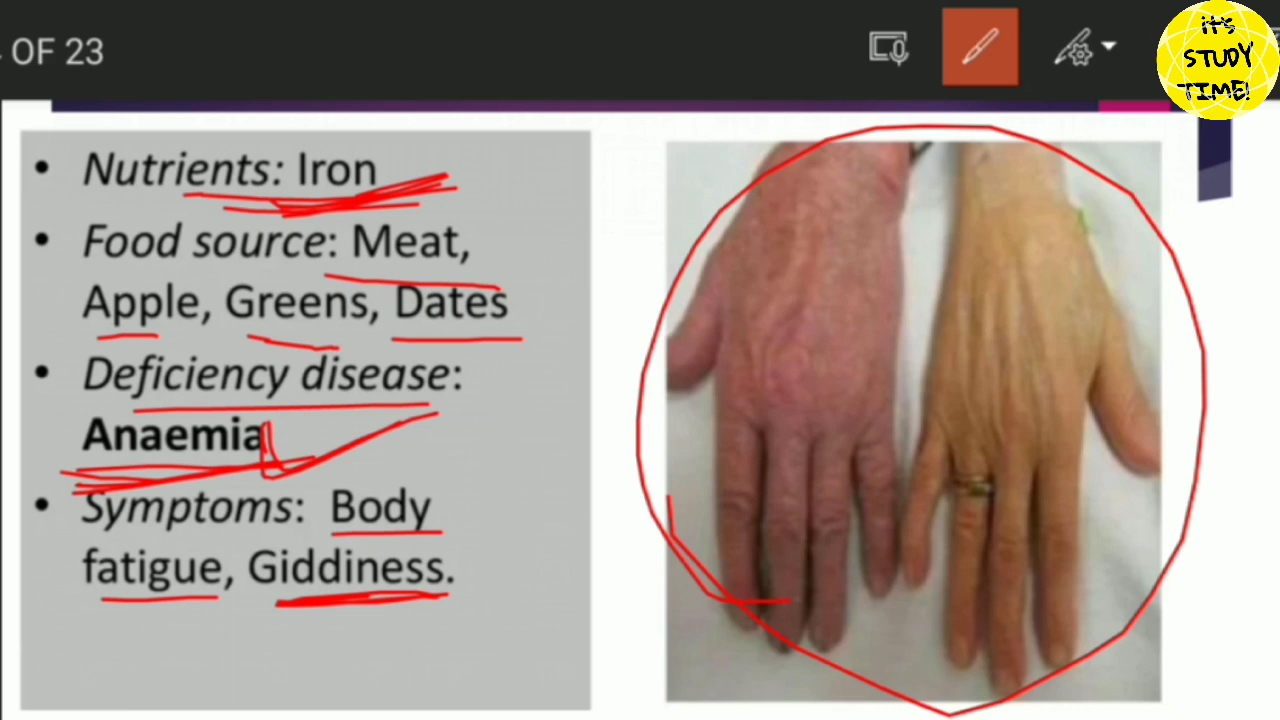 OF 23
it's
STUDY
TIME!
• Nutrients: Iron
• Food source: Meat,
Apple, Greens, Dates
• Deficiency disease:
Anaemia
• Symptoms: Body
fatigue, Giddiness.